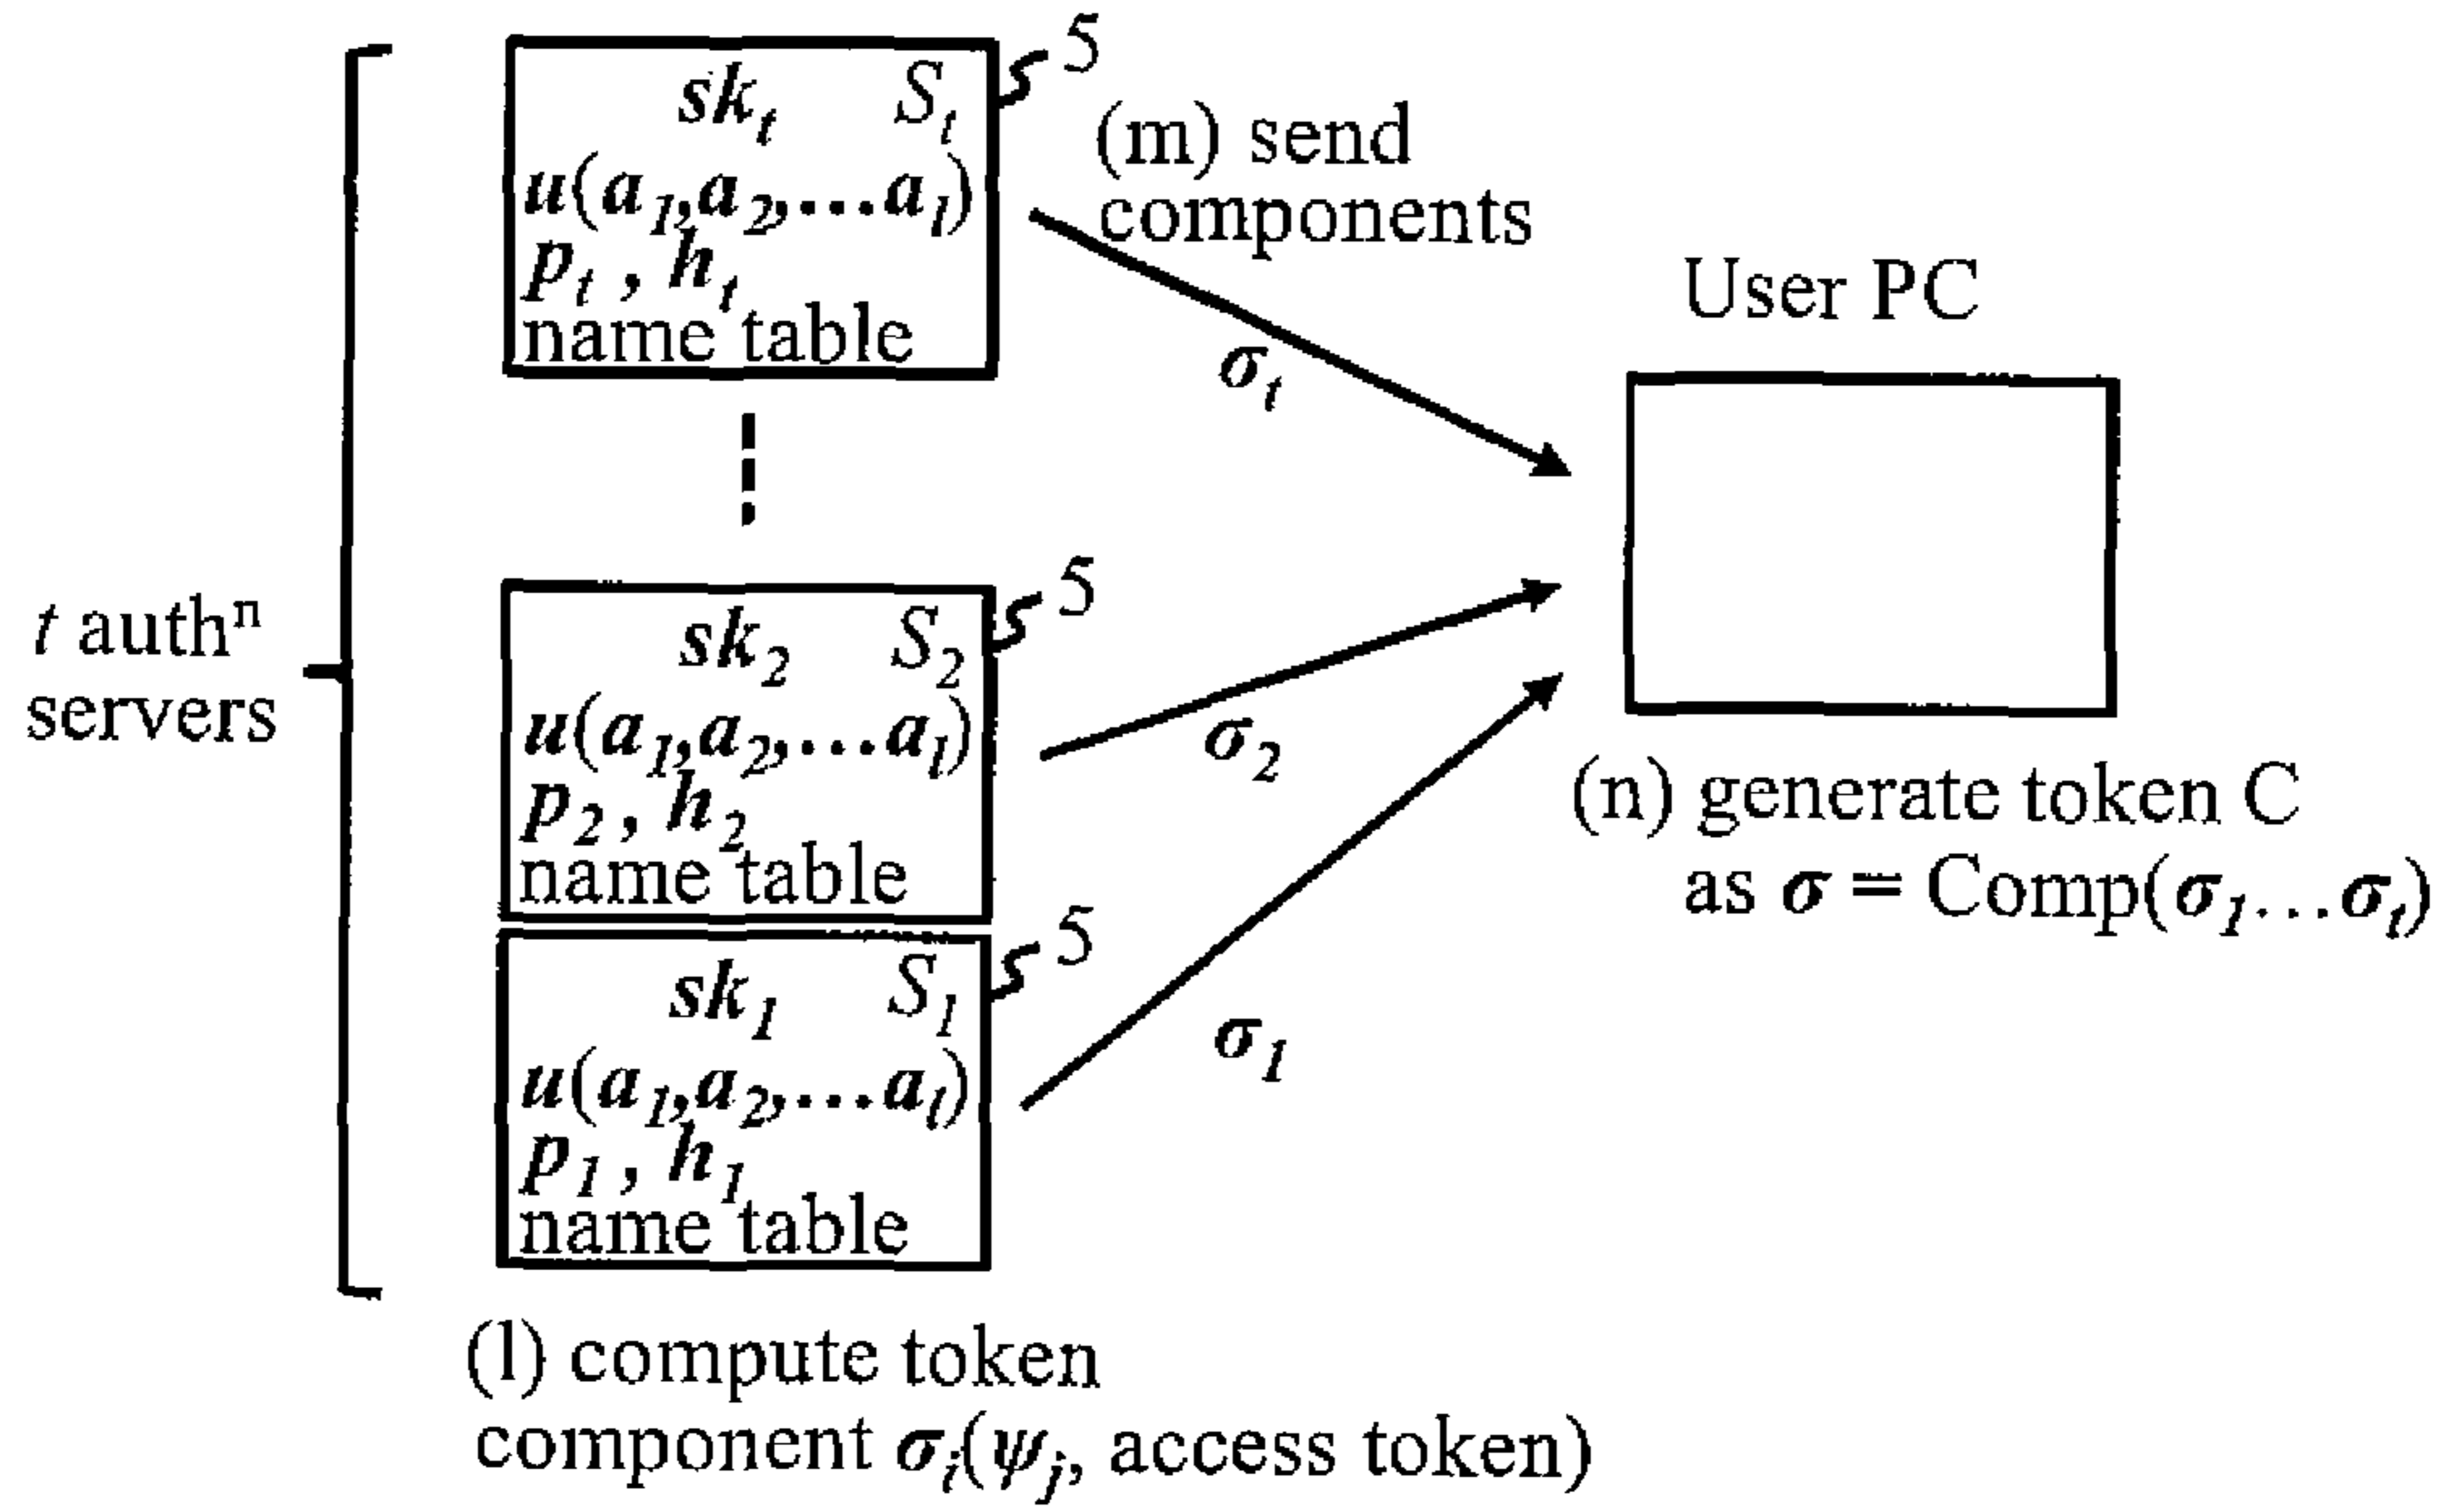 5
sk_t S_t
u(a_1, a_2, ... a_l)
p_t , h_t
name table
(m) send
components
σ_t
User PC
t auth^n
servers
5
sk_2 S_2
u(a_1, a_2, ... a_l)
p_2 , h_2
name table
σ_2
(n) generate token C
as σ = Comp(σ_1...σ_t)
5
sk_1 S_1
u(a_1, a_2, ... a_l)
p_1 , h_1
name table
σ_1
(l) compute token
component σ_i(ψ_j, access token)